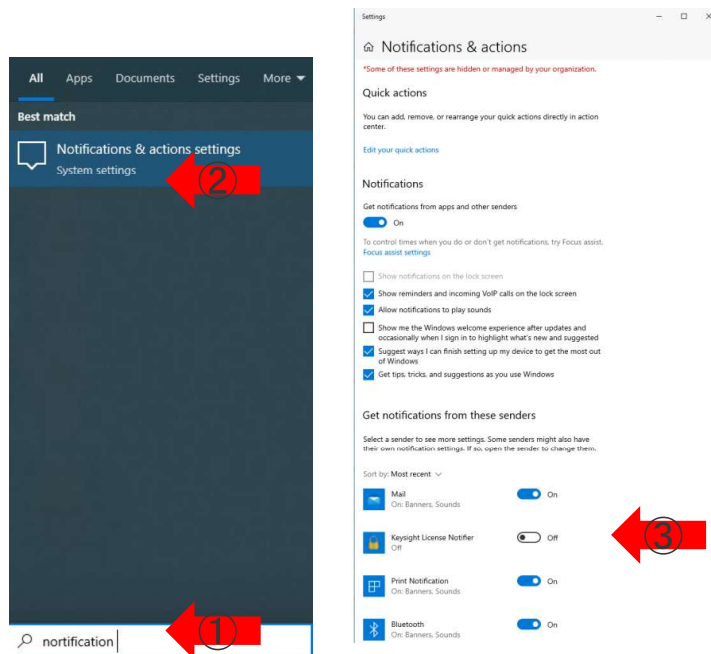 All Apps Documents Settings More
Best match
Notifications & actions settings
System settings
②
nortification
①
Settings
Notifications & actions
*Some of these settings are hidden or managed by your organization.
Quick actions
You can add, remove, or rearrange your quick actions directly in action
center.
Edit your quick actions
Notifications
Get notifications from apps and other senders
On
To control times when you do or don't get notifications, try Focus assist.
Focus assist settings
Show notifications on the lock screen
Show reminders and incoming VoIP calls on the lock screen
Allow notifications to play sounds
Show me the Windows welcome experience after updates and
occasionally when I sign in to highlight what's new and suggested
Suggest ways I can finish setting up my device to get the most out
of Windows
Get tips, tricks, and suggestions as you use Windows
Get notifications from these senders
Select a sender to see more settings. Some senders might also have
their own notification settings. If so, open the sender to change them.
Sort by: Most recent
Mail
On: Banners, Sounds
On
Keysight License Notifier
Off
Off
③
Print Notification
On: Banners, Sounds
On
Bluetooth
On: Banners, Sounds
On